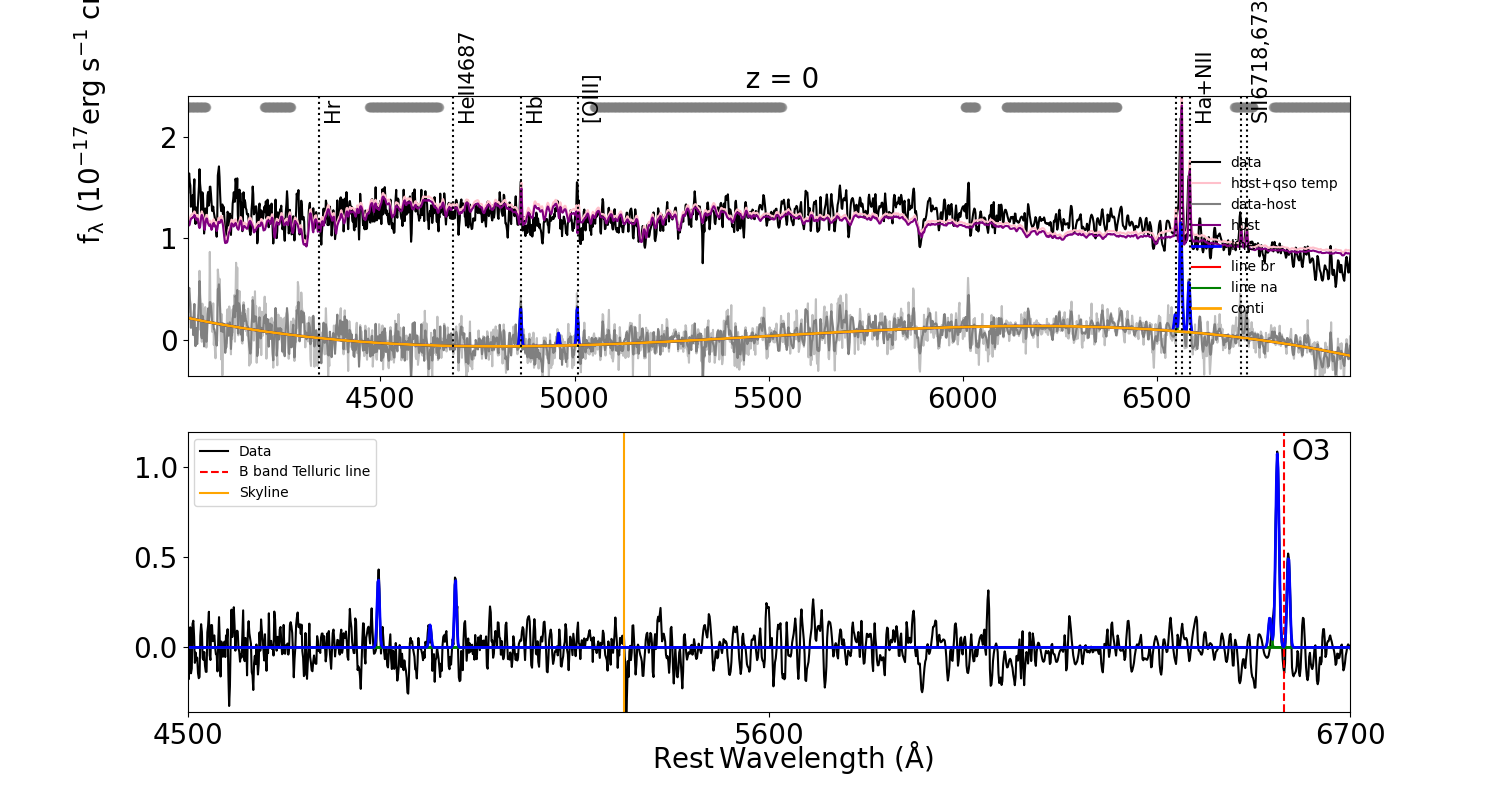 z = 0
fλ (10−17erg s−1 c
Hr
HeII4687
Hb
[OIII]
Ha+NII
SII6718,673
data
host+qso temp
data-host
host
line
line br
line na
conti
2
1
0
4500
5000
5500
6000
6500
Data
B band Telluric line
Skyline
O3
1.0
0.5
0.0
4500
5600
6700
Rest Wavelength (Å)